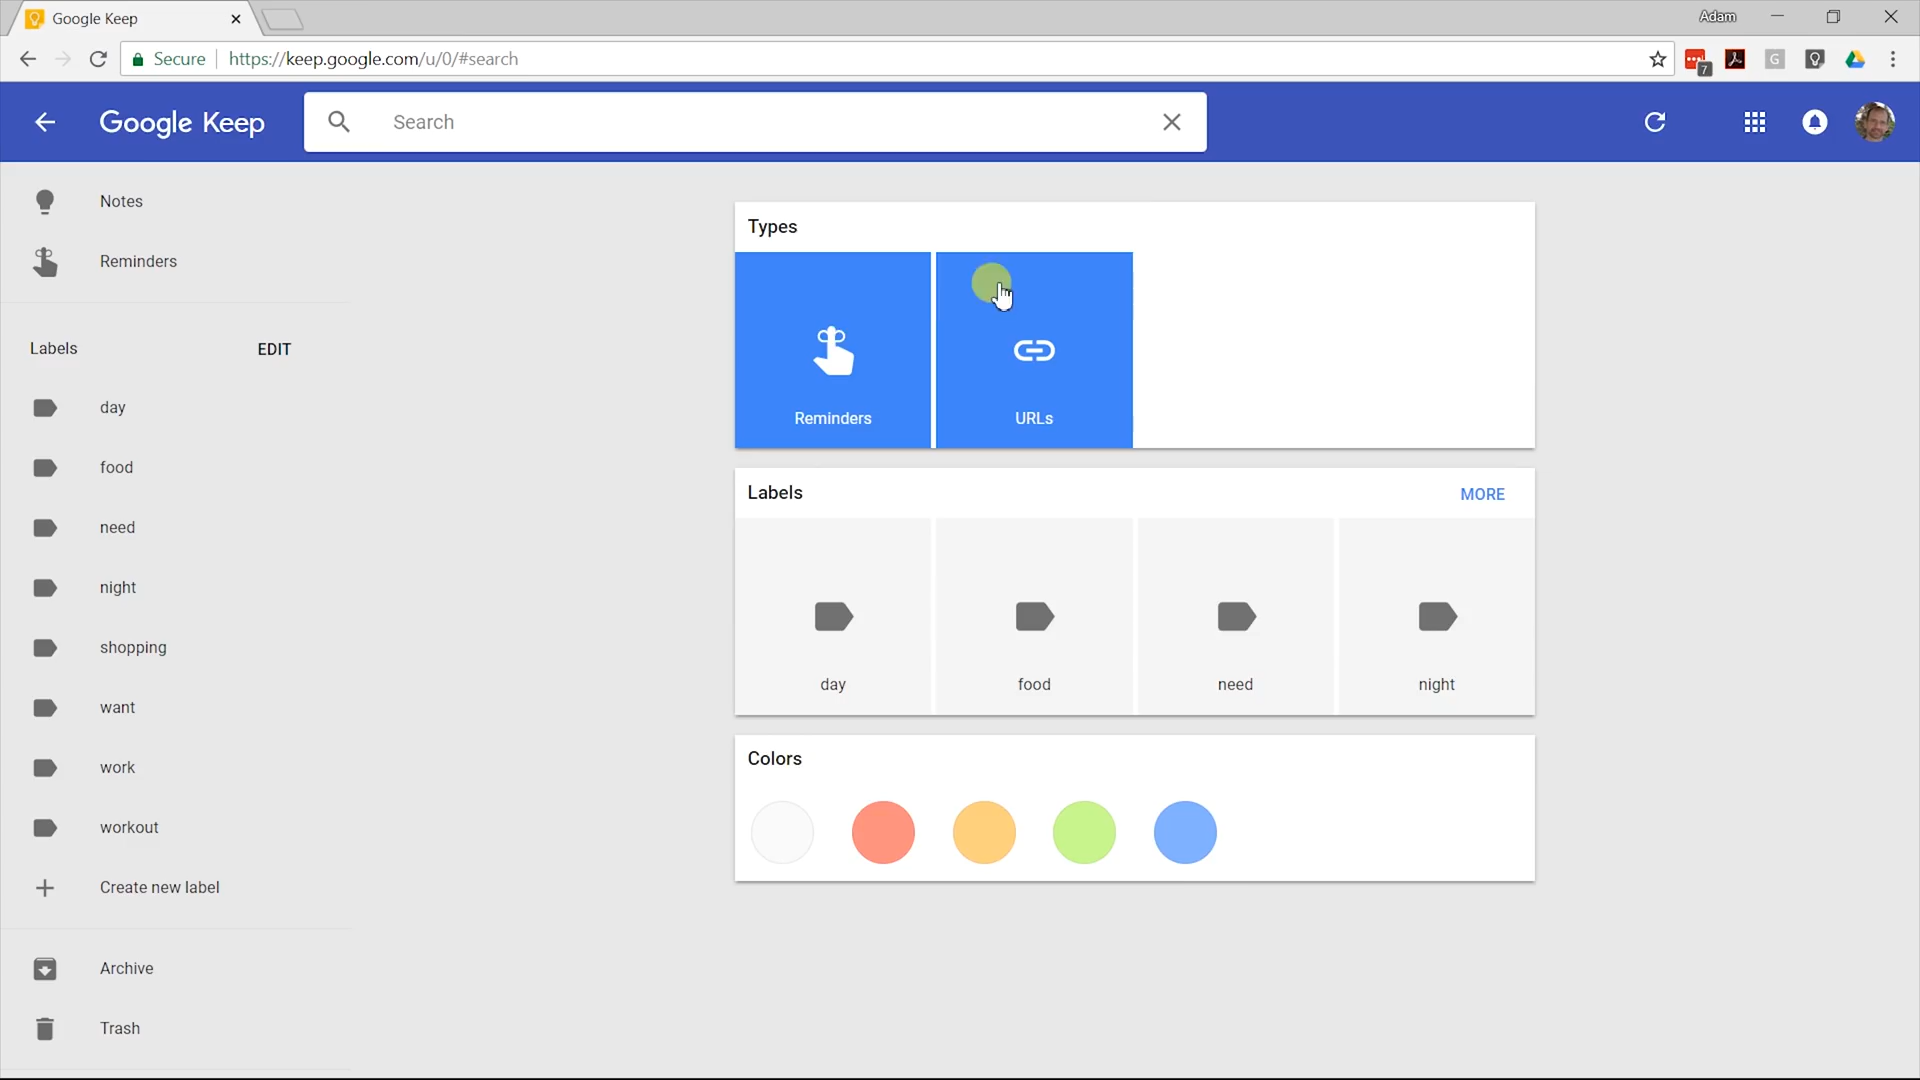 Google Keep
Adam
Secure
https://keep.google.com/u/0/#search
7
G
Google Keep
Search
Notes
Reminders
Labels
EDIT
day
food
need
night
shopping
want
work
workout
Create new label
Archive
Trash
Types
Reminders
URLs
Labels
MORE
day
food
need
night
Colors